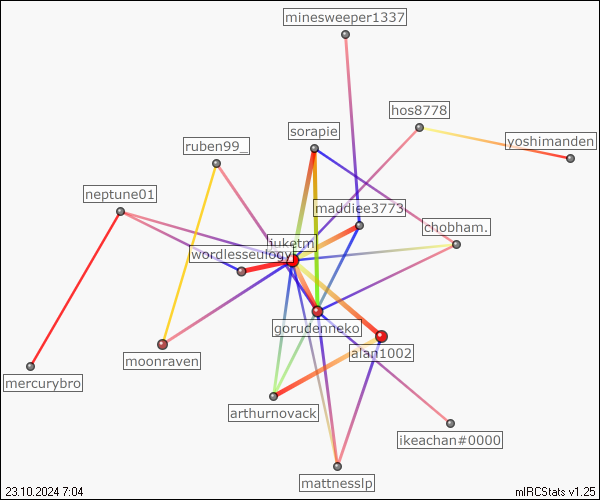 minesweeper1337
hos8778
sorapie
yoshimanden
ruben99_
neptune01
maddiee3773
chobham.
iuketm
wordlesseulogy
gorudenneko
alan1002
moonraven
mercurybro
arthurnovack
ikeachan#0000
mattnesslp
23.10.2024 7:04
mIRCStats v1.25